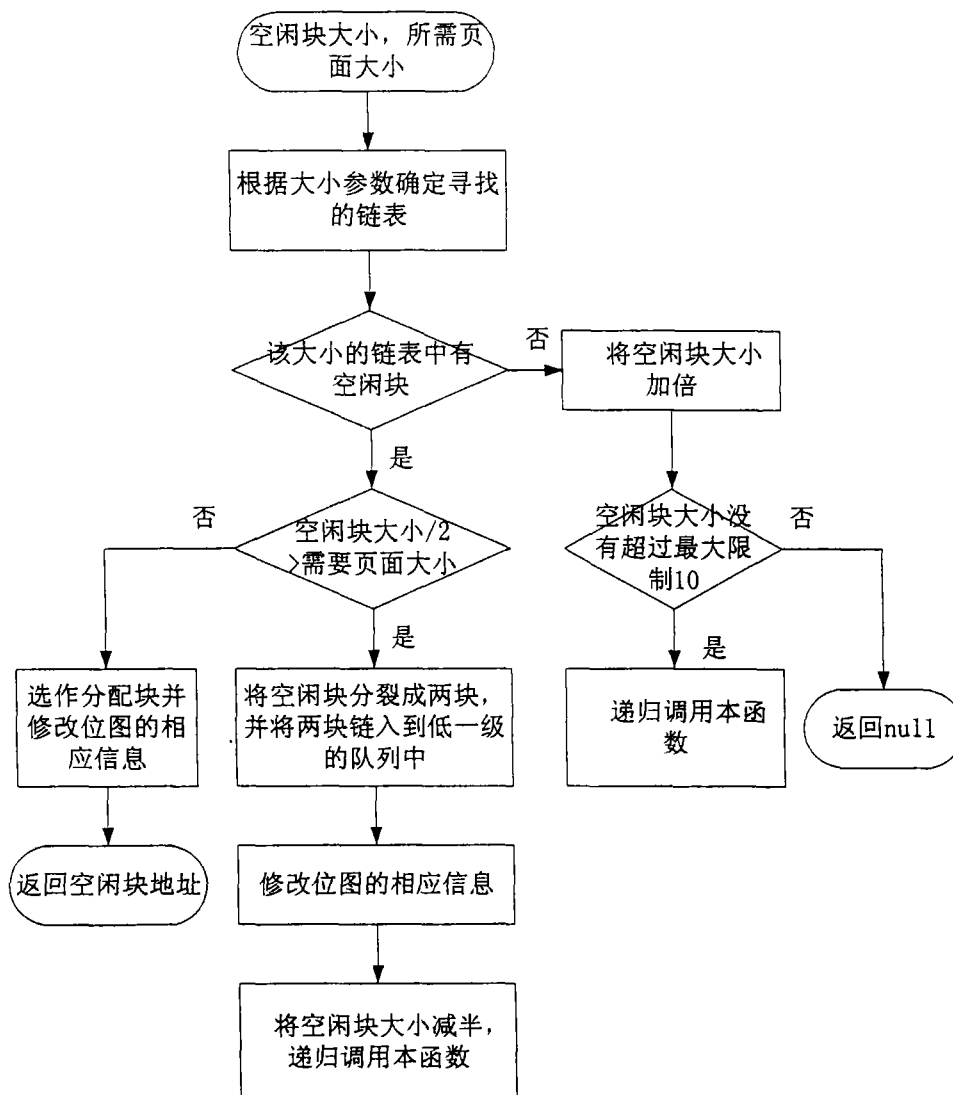 空闲块大小，所需页
面大小
根据大小参数确定寻找
的链表
该大小的链表中有
空闲块
否
将空闲块大小
加倍
是
空闲块大小/2
>需要页面大小
否
空闲块大小没
有超过最大限
制10
否
是
是
选作分配块并
修改位图的相
应信息
将空闲块分裂成两块，
并将两块链入到低一级
的队列中
递归调用本函
数
返回null
返回空闲块地址
修改位图的相应信息
将空闲块大小减半，
递归调用本函数